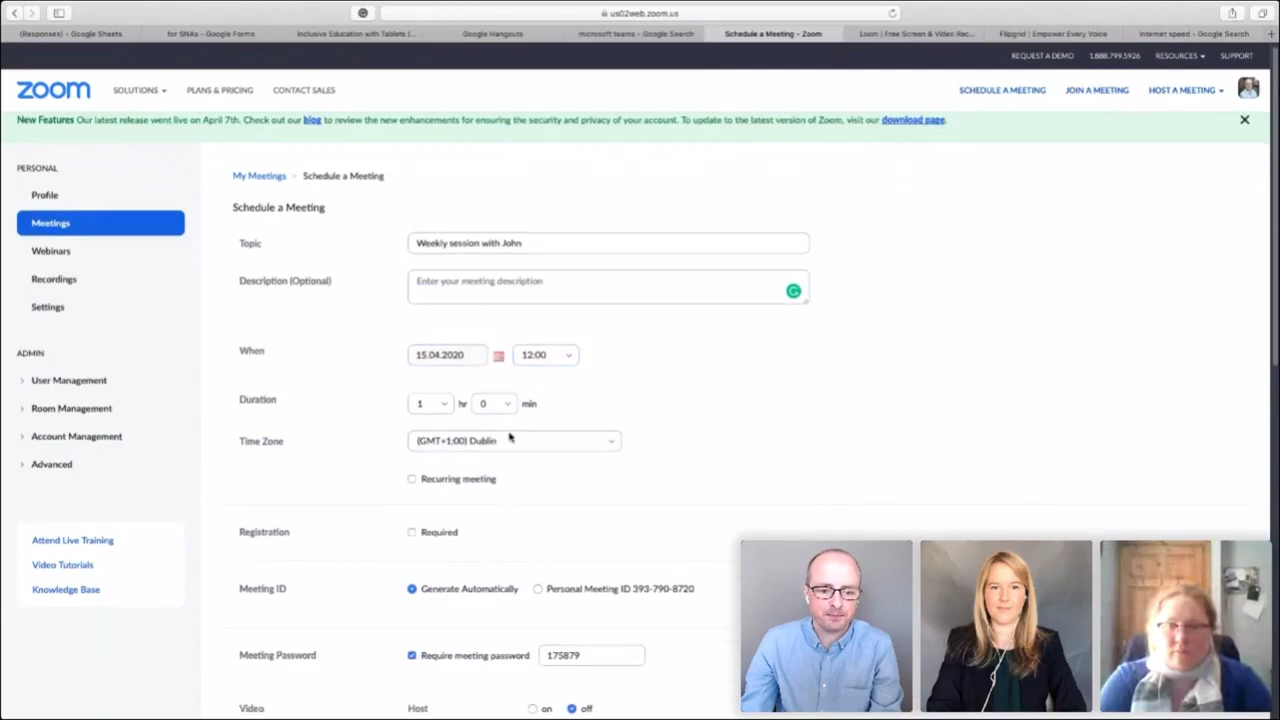 us02web.zoom.us
(Responses) - Google Sheets for SNAs - Google Forms Inclusive Education with Tablets (... Google Hangouts microsoft teams - Google Search Schedule a Meeting - Zoom Loom | Free Screen & Video Rec... Flipgrid | Empower Every Voice internet speed - Google Search
REQUEST A DEMO 1.888.799.5926 RESOURCES SUPPORT
zoom SOLUTIONS PLANS & PRICING CONTACT SALES SCHEDULE A MEETING JOIN A MEETING HOST A MEETING
New Features Our latest release went live on April 7th. Check out our blog to review the new enhancements for ensuring the security and privacy of your account. To update to the latest version of Zoom, visit our download page.
PERSONAL
Profile
Meetings
Webinars
Recordings
Settings
ADMIN
User Management
Room Management
Account Management
Advanced
Attend Live Training
Video Tutorials
Knowledge Base
My Meetings > Schedule a Meeting
Schedule a Meeting
Topic Weekly session with John
Description (Optional) Enter your meeting description
When 15.04.2020 12:00
Duration 1 hr 0 min
Time Zone (GMT+1:00) Dublin
Recurring meeting
Registration Required
Meeting ID Generate Automatically Personal Meeting ID 393-790-8720
Meeting Password Require meeting password 175879
Video Host on off